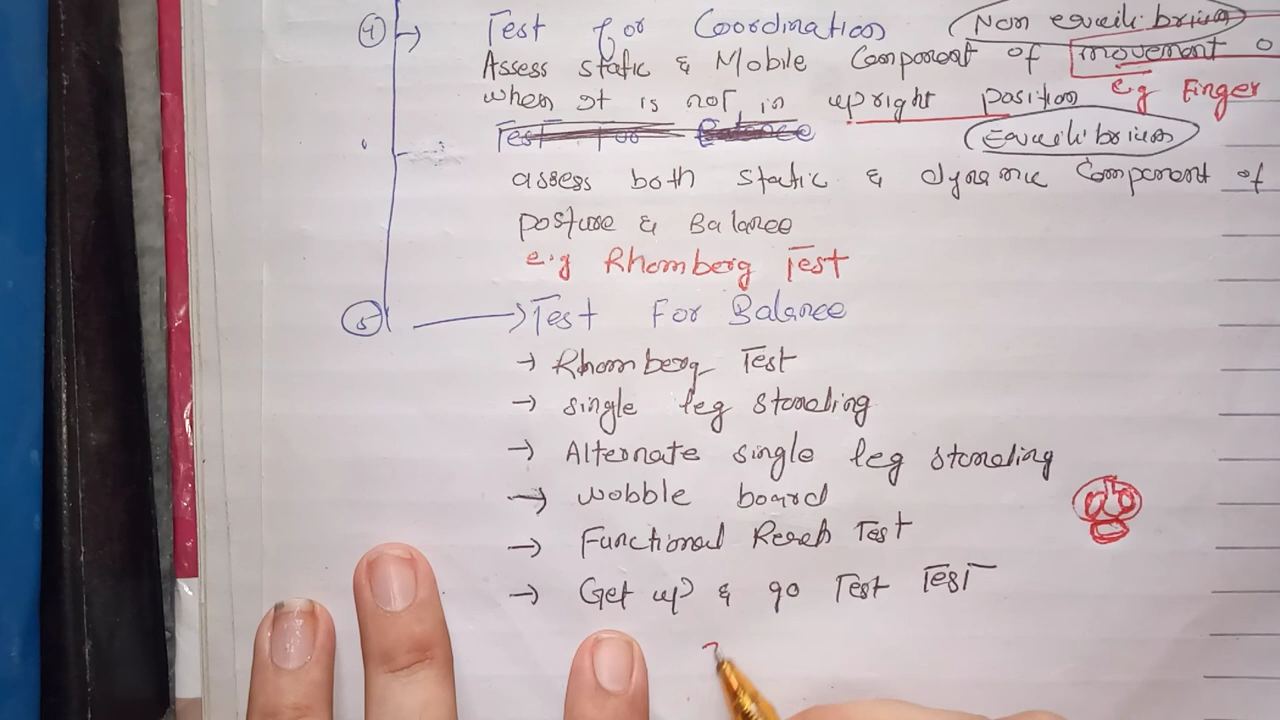 ④ → Test for Coordination (Non equilibrium)
Assess static & Mobile Component of movement
when it is not in upright position e.g Finger
Test for Balance (Equilibrium)
assess both static & dynamic Component of
posture & Balance
e.g Rhomberg Test
⑤ → Test For Balance
→ Rhomberg Test
→ single leg standing
→ Alternate single leg standing
→ wobble board
→ Functional Reach Test
→ Get up & go Test Test